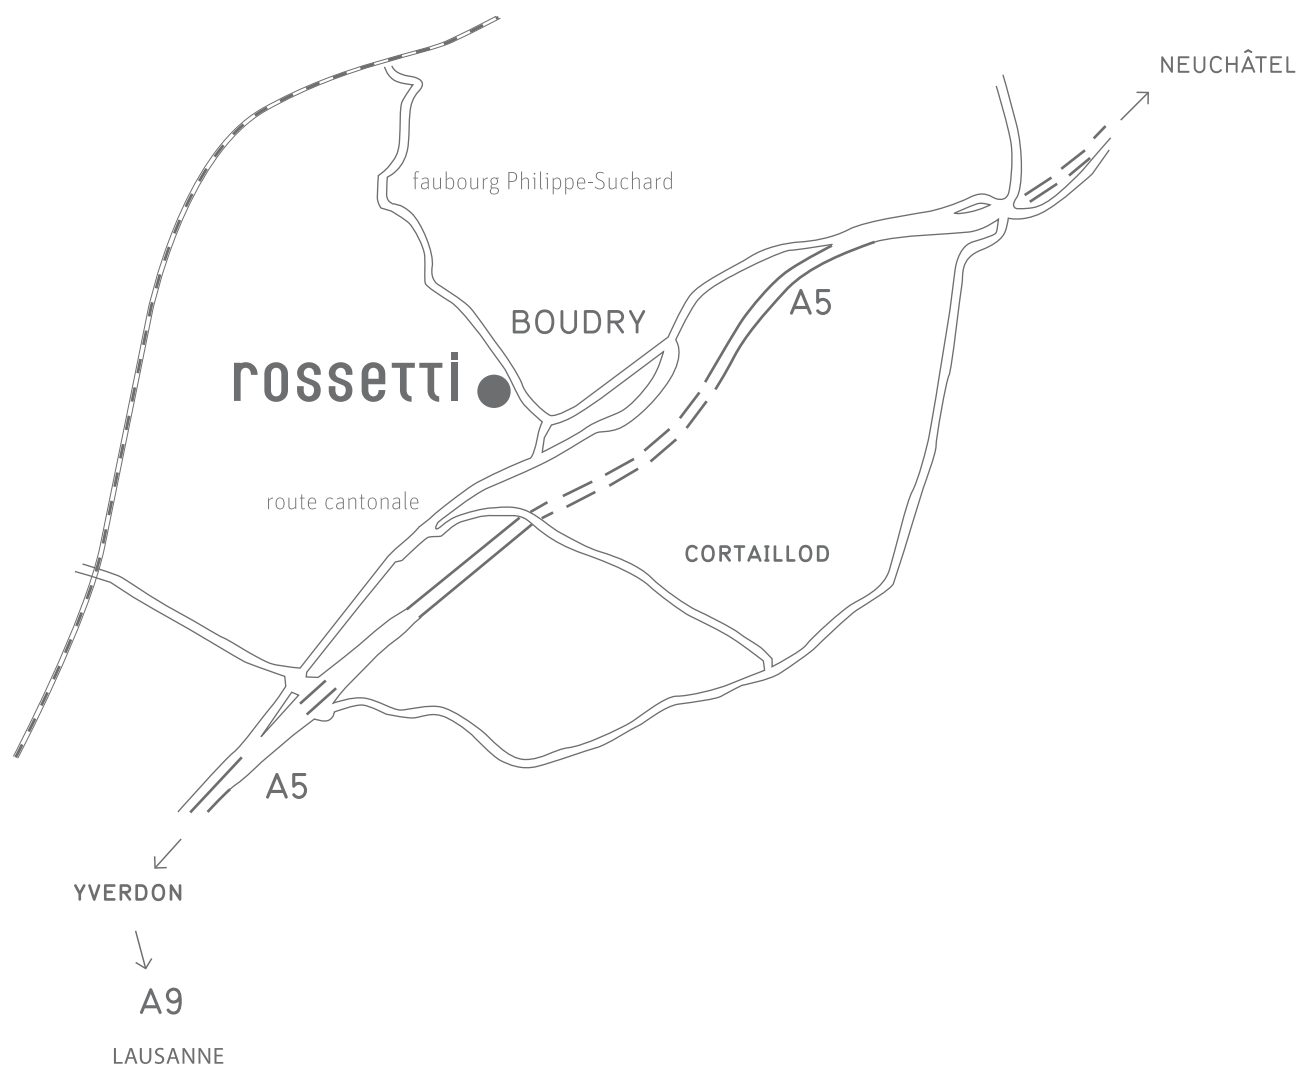 NEUCHÂTEL
faubourg Philippe-Suchard
A5
BOUDRY
rossetti
route cantonale
CORTAILLOD
A5
YVERDON
A9
LAUSANNE